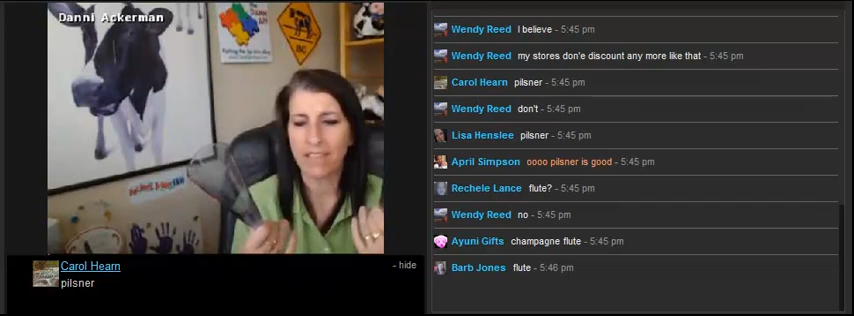 Danni Ackerman
Carol Hearn
- hide
pilsner
Wendy Reed I believe - 5:45 pm
Wendy Reed my stores don'e discount any more like that - 5:45 pm
Carol Hearn pilsner - 5:45 pm
Wendy Reed don't - 5:45 pm
Lisa Henslee pilsner - 5:45 pm
April Simpson oooo pilsner is good - 5:45 pm
Rechele Lance flute? - 5:45 pm
Wendy Reed no - 5:45 pm
Ayuni Gifts champagne flute - 5:45 pm
Barb Jones flute - 5:46 pm